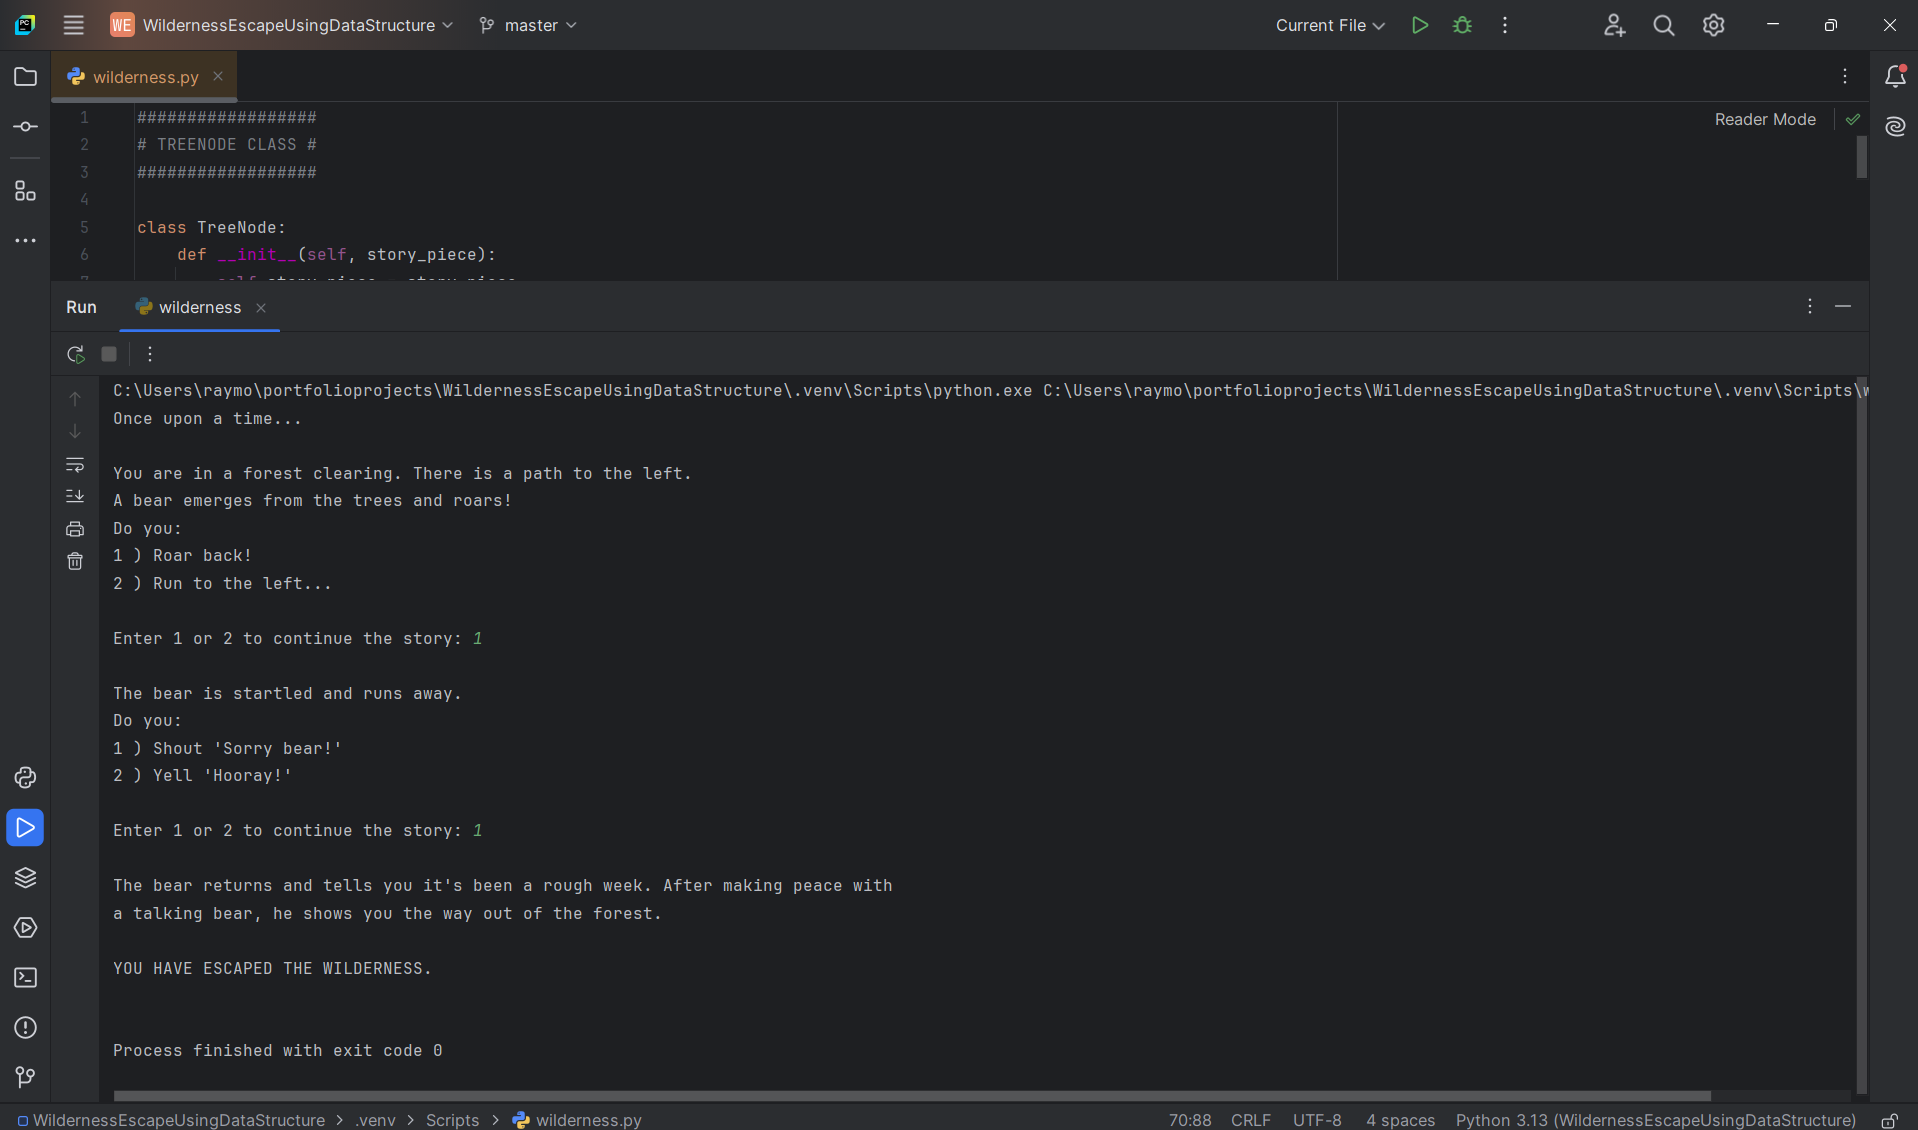 WE WildernessEscapeUsingDataStructure master Current File
wilderness.py
Reader Mode
1 ##################
2 # TREENODE CLASS #
3 ##################
4
5 class TreeNode:
6 def __init__(self, story_piece):
7 self.story_piece = story_piece
Run wilderness
C:\Users\raymo\portfolioprojects\WildernessEscapeUsingDataStructure\.venv\Scripts\python.exe C:\Users\raymo\portfolioprojects\WildernessEscapeUsingDataStructure\.venv\Scripts\w
Once upon a time...
You are in a forest clearing. There is a path to the left.
A bear emerges from the trees and roars!
Do you:
1 ) Roar back!
2 ) Run to the left...
Enter 1 or 2 to continue the story: 1
The bear is startled and runs away.
Do you:
1 ) Shout 'Sorry bear!'
2 ) Yell 'Hooray!'
Enter 1 or 2 to continue the story: 1
The bear returns and tells you it's been a rough week. After making peace with
a talking bear, he shows you the way out of the forest.
YOU HAVE ESCAPED THE WILDERNESS.
Process finished with exit code 0
WildernessEscapeUsingDataStructure > .venv > Scripts > wilderness.py 70:88 CRLF UTF-8 4 spaces Python 3.13 (WildernessEscapeUsingDataStructure)